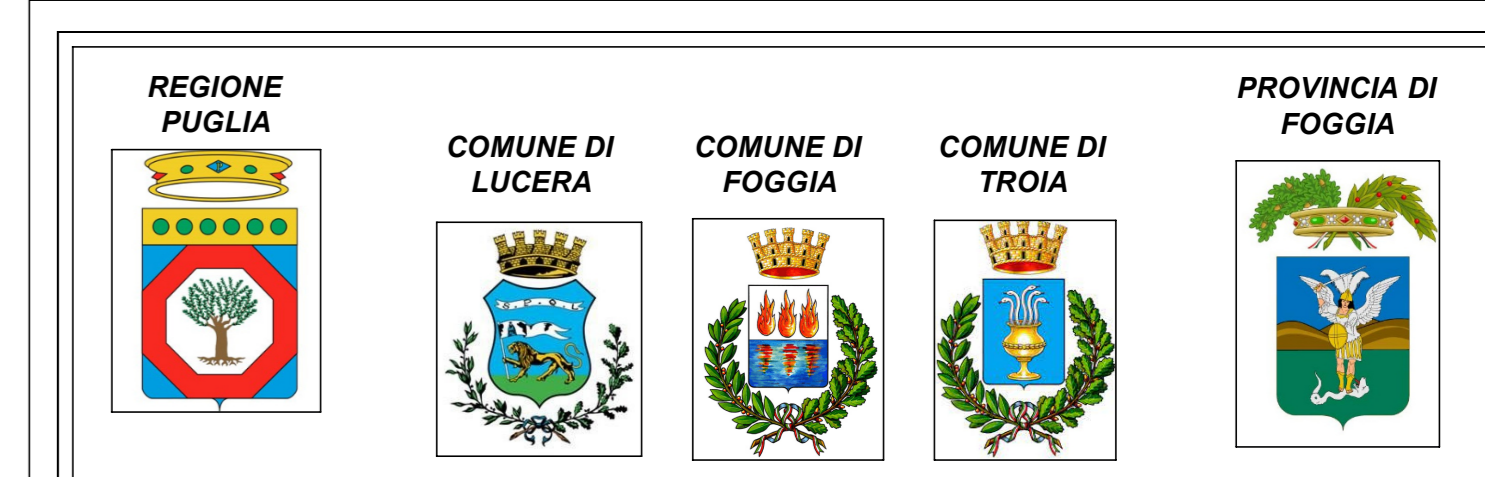 REGIONE
PUGLIA
COMUNE DI
LUCERA
COMUNE DI
FOGGIA
COMUNE DI
TROIA
PROVINCIA DI
FOGGIA
S. P. Q. L.